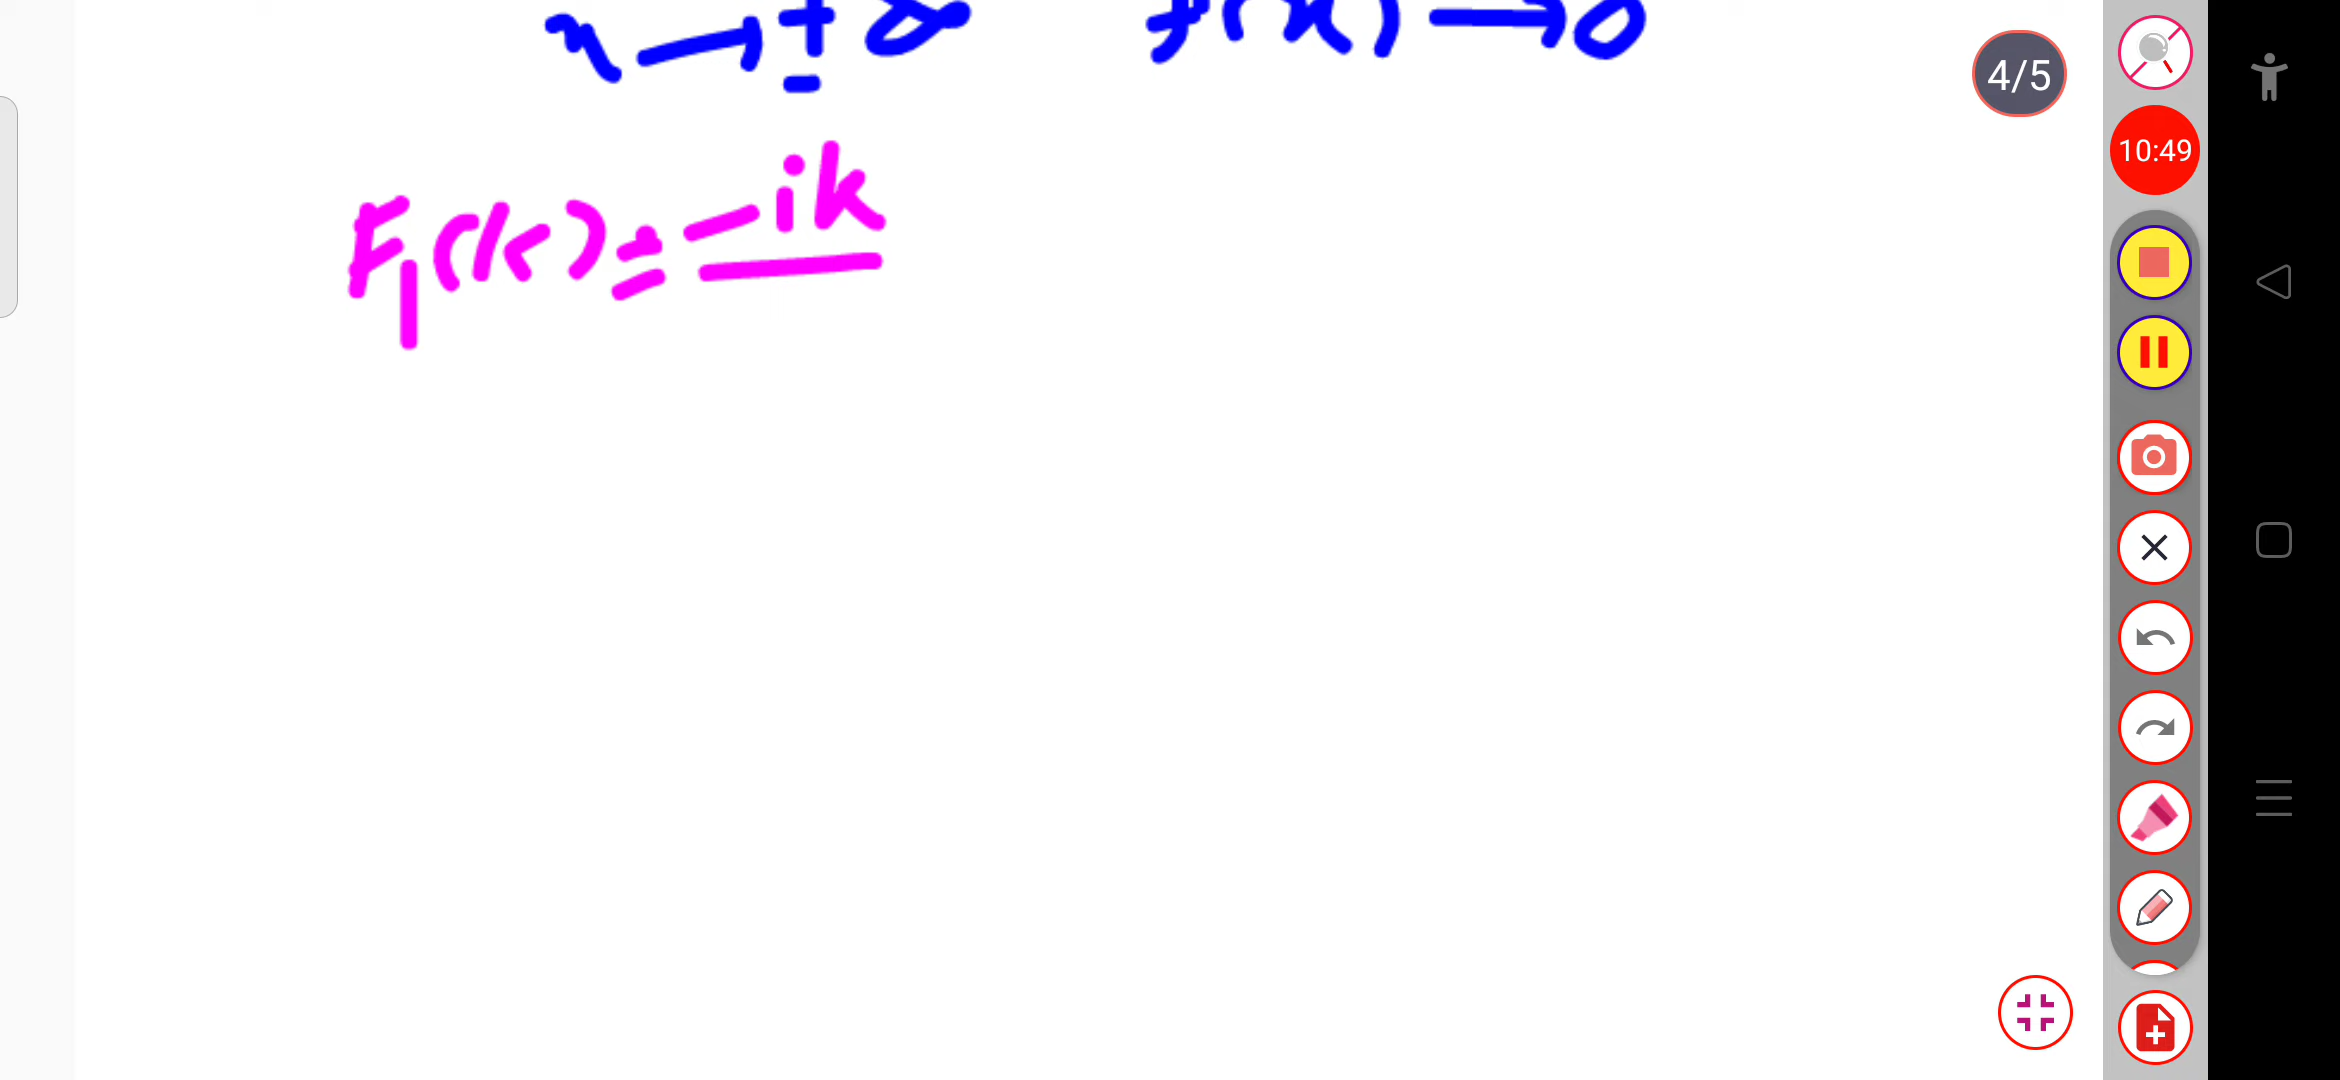 x → ± ∞ f(x) → 0
4/5
10:49
F₁(k) = -ik